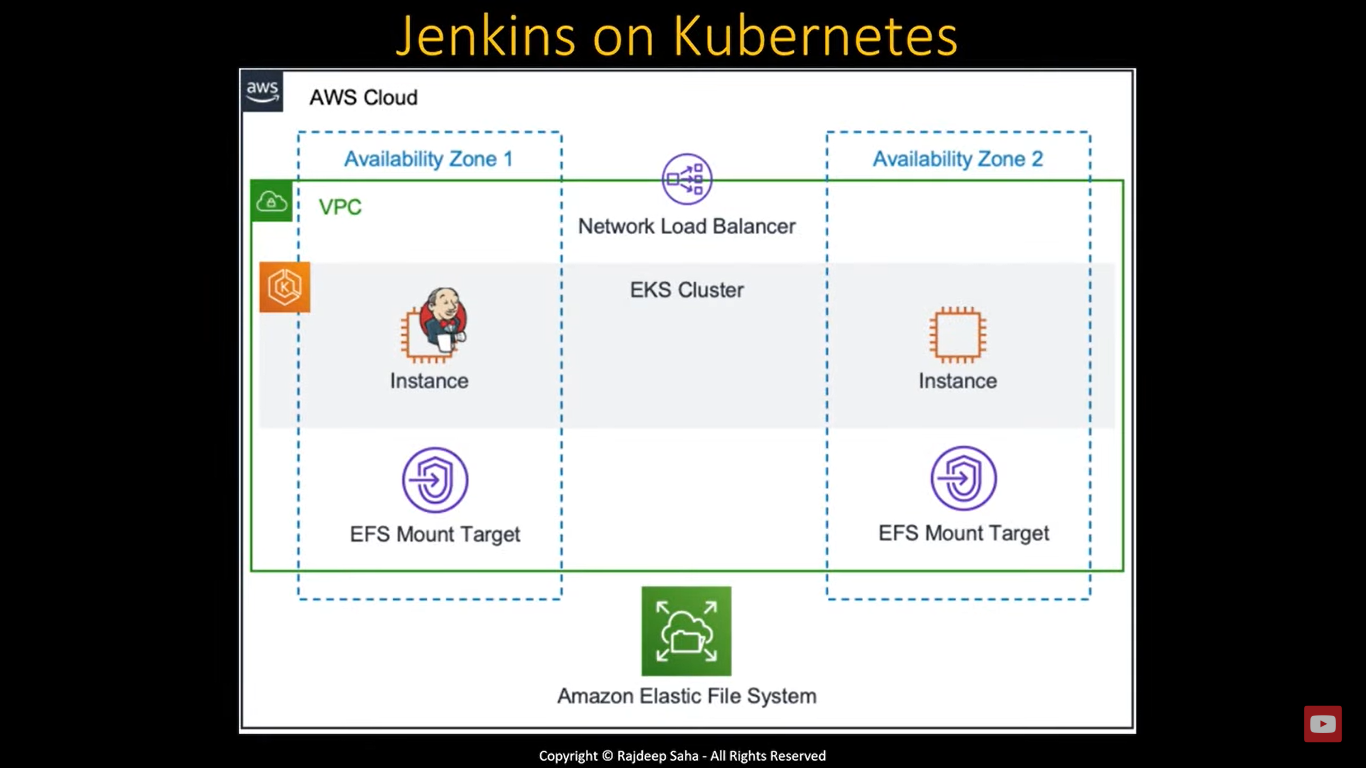 Jenkins on Kubernetes
aws
AWS Cloud
Availability Zone 1
Availability Zone 2
VPC
Network Load Balancer
K
EKS Cluster
Instance
Instance
EFS Mount Target
EFS Mount Target
Amazon Elastic File System
Copyright © Rajdeep Saha - All Rights Reserved